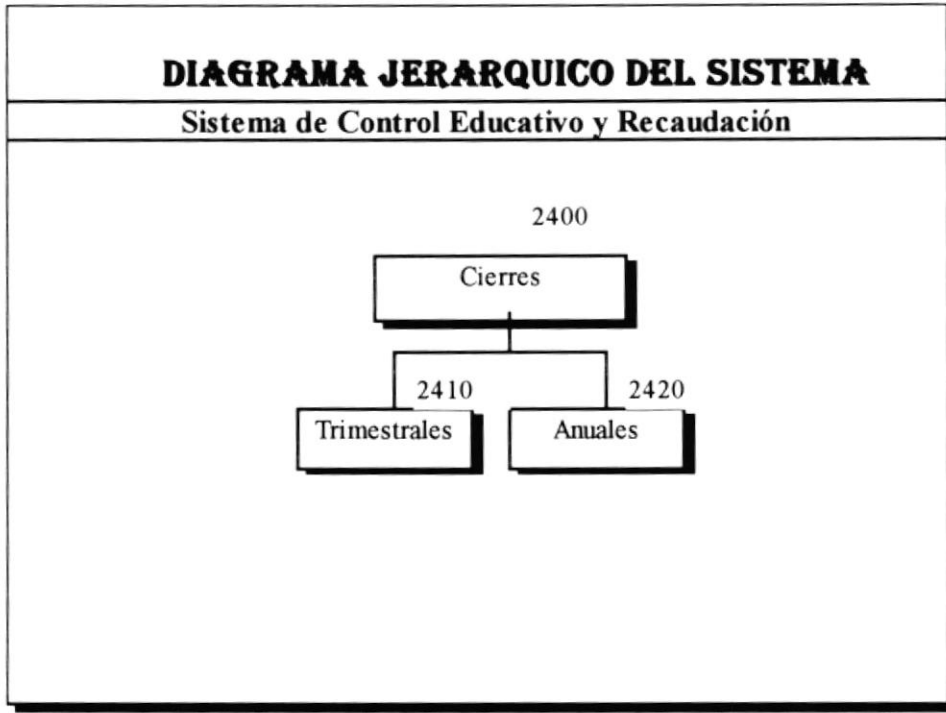 DIAGRAMA JERARQUICO DEL SISTEMA
Sistema de Control Educativo y Recaudación
2400
Cierres
2410
2420
Trimestrales
Anuales